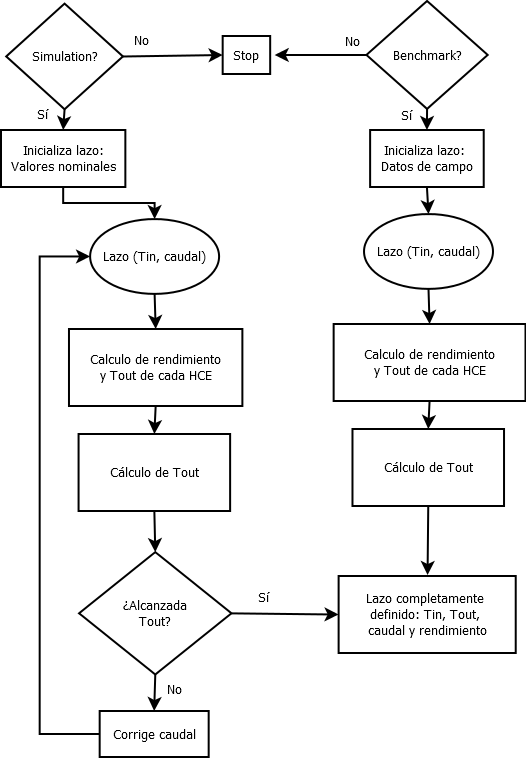 Simulation?
No
Stop
No
Benchmark?
Sí
Sí
Inicializa lazo:
Valores nominales
Inicializa lazo:
Datos de campo
Lazo (Tin, caudal)
Lazo (Tin, caudal)
Calculo de rendimiento
y Tout de cada HCE
Calculo de rendimiento
y Tout de cada HCE
Cálculo de Tout
Cálculo de Tout
¿Alcanzada
Tout?
Sí
Lazo completamente
definido: Tin, Tout,
caudal y rendimiento
No
Corrige caudal